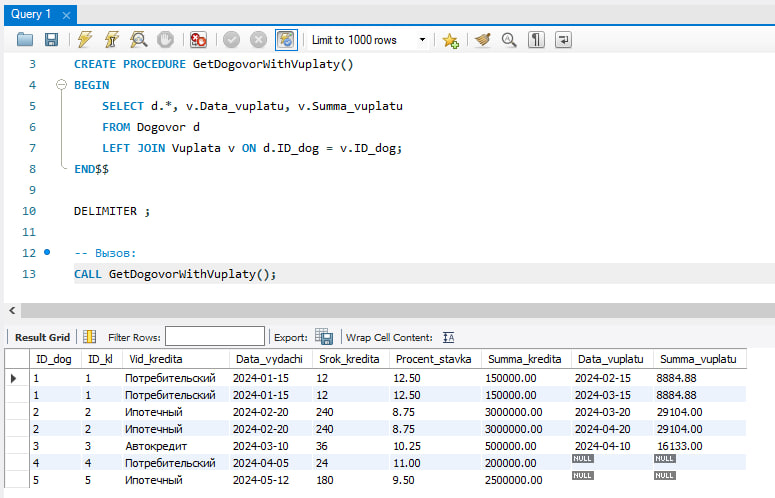 Query 1
Limit to 1000 rows
3 CREATE PROCEDURE GetDogovorWithVuplaty()
4 BEGIN
5 SELECT d.*, v.Data_vuplatu, v.Summa_vuplatu
6 FROM Dogovor d
7 LEFT JOIN Vuplata v ON d.ID_dog = v.ID_dog;
8 END$$
9
10 DELIMITER ;
11
12 -- Вызов:
13 CALL GetDogovorWithVuplaty();
Result Grid Filter Rows: Export: Wrap Cell Content:
ID_dog ID_kl Vid_kredita Data_vydachi Srok_kredita Procent_stavka Summa_kredita Data_vuplatu Summa_vuplatu
1 1 Потребительский 2024-01-15 12 12.50 150000.00 2024-02-15 8884.88
1 1 Потребительский 2024-01-15 12 12.50 150000.00 2024-03-15 8884.88
2 2 Ипотечный 2024-02-20 240 8.75 3000000.00 2024-03-20 29104.00
2 2 Ипотечный 2024-02-20 240 8.75 3000000.00 2024-04-20 29104.00
3 3 Автокредит 2024-03-10 36 10.25 500000.00 2024-04-10 16133.00
4 4 Потребительский 2024-04-05 24 11.00 200000.00 NULL NULL
5 5 Ипотечный 2024-05-12 180 9.50 2500000.00 NULL NULL